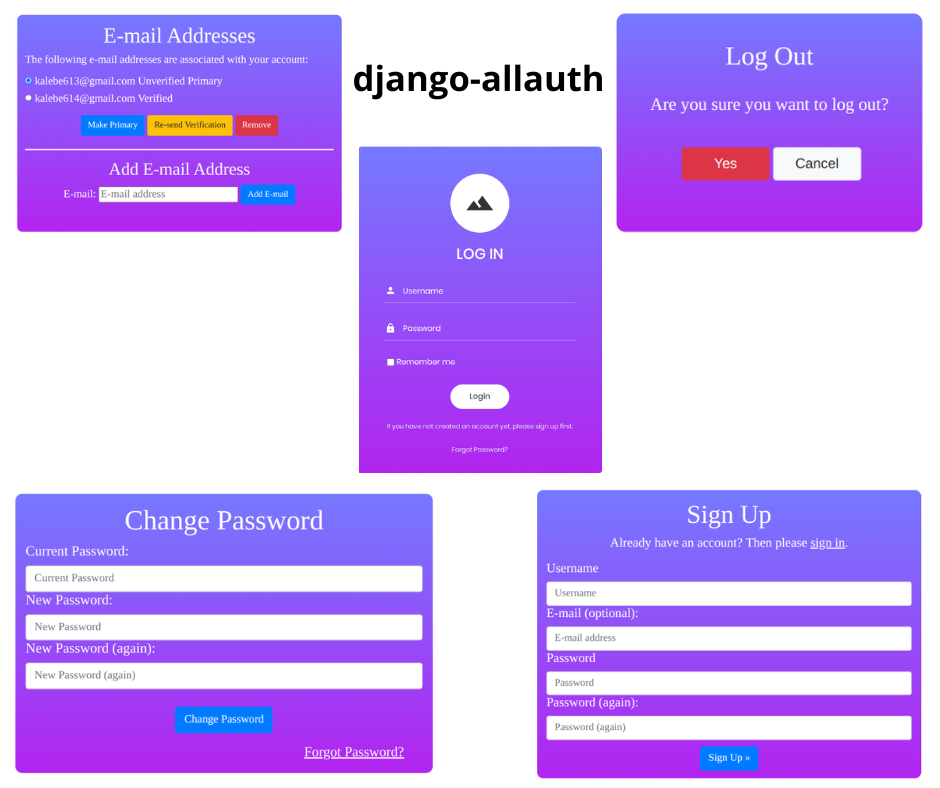 E-mail Addresses
The following e-mail addresses are associated with your account:
kalebe613@gmail.com Unverified Primary
kalebe614@gmail.com Verified
Make Primary
Re-send Verification
Remove
Add E-mail Address
E-mail: E-mail address Add E-mail
django-allauth
Log Out
Are you sure you want to log out?
Yes
Cancel
LOG IN
Username
Password
Remember me
Login
If you have not created an account yet, please sign up first.
Forgot Password?
Change Password
Current Password:
Current Password
New Password:
New Password
New Password (again):
New Password (again)
Change Password
Forgot Password?
Sign Up
Already have an account? Then please sign in.
Username
Username
E-mail (optional):
E-mail address
Password
Password
Password (again):
Password (again)
Sign Up »